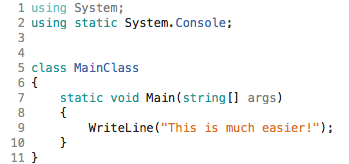 1 using System;
2 using static System.Console;
3
4
5 class MainClass
6 {
7     static void Main(string[] args)
8     {
9         WriteLine("This is much easier!");
10     }
11 }